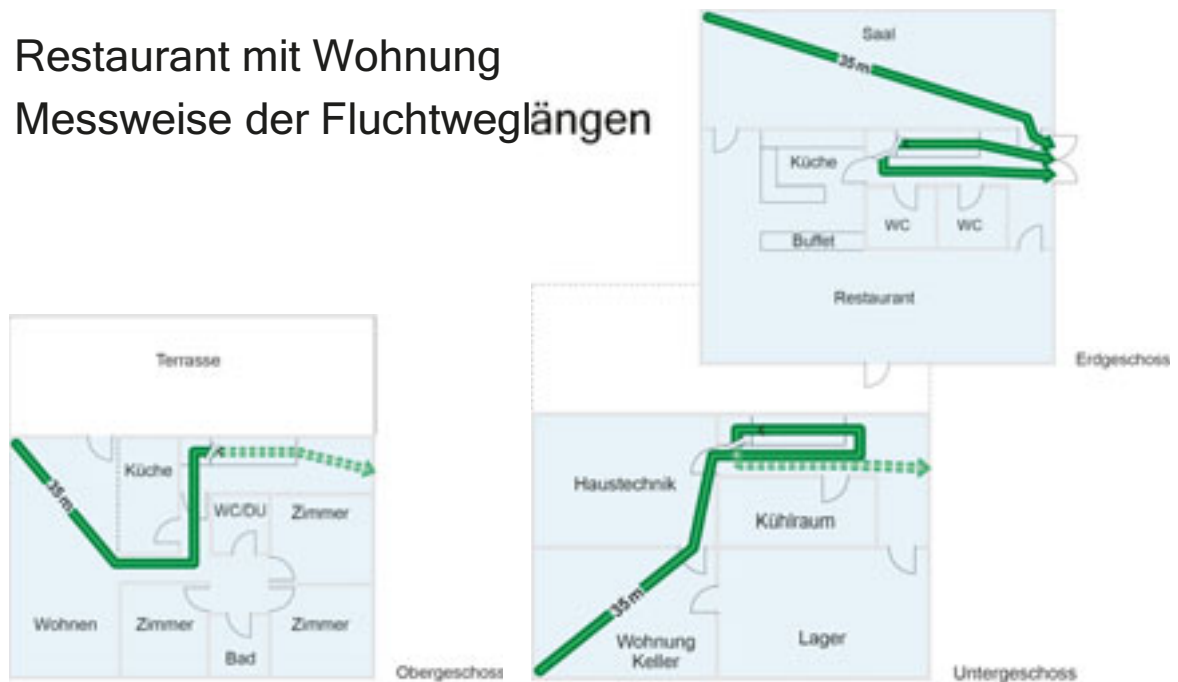 Restaurant mit Wohnung
Messweise der Fluchtweglängen
Saal
35 m
Küche
WC
WC
Buffet
Restaurant
Erdgeschoss
Terrasse
Küche
35 m
WC/DU
Zimmer
Wohnen
Zimmer
Zimmer
Bad
Obergeschoss
Haustechnik
Kühlraum
35 m
Wohnung
Keller
Lager
Untergeschoss